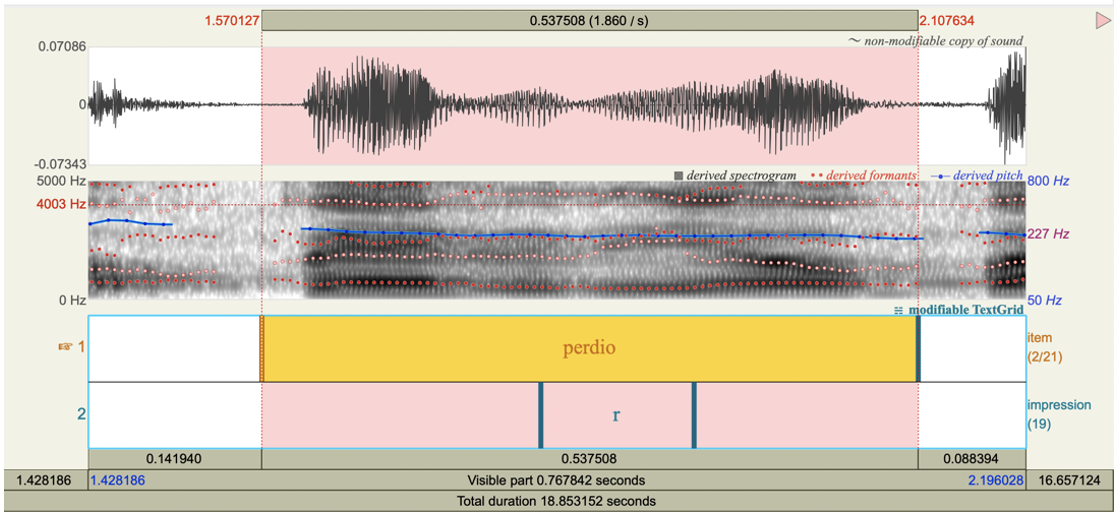 1.570127 0.537508 (1.860 / s) 2.107634
0.07086 ~ non-modifiable copy of sound
0
-0.07343
5000 Hz derived spectrogram derived formants derived pitch 800 Hz
4003 Hz
227 Hz
0 Hz 50 Hz
modifiable TextGrid
1 perdio item
(2/21)
2 r impression
(19)
0.141940 0.537508 0.088394
1.428186 1.428186 Visible part 0.767842 seconds 2.196028 16.657124
Total duration 18.853152 seconds